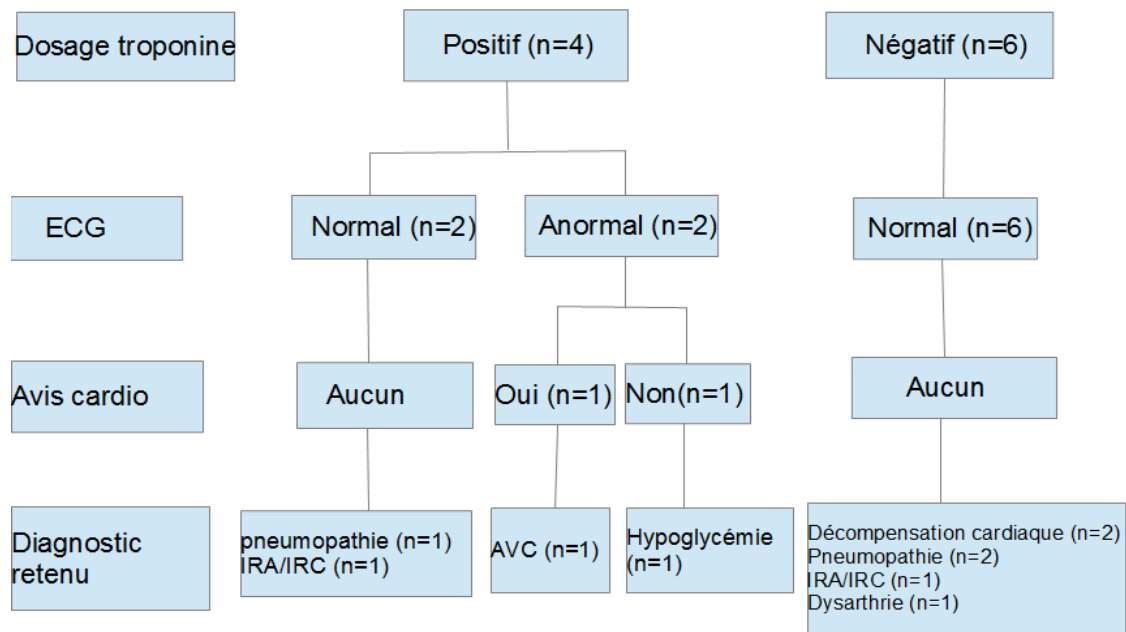 Dosage troponine
Positif (n=4)
Négatif (n=6)
ECG
Normal (n=2)
Anormal (n=2)
Normal (n=6)
Avis cardio
Aucun
Oui (n=1)
Non(n=1)
Aucun
Diagnostic
retenu
pneumopathie (n=1)
IRA/IRC (n=1)
AVC (n=1)
Hypoglycémie
(n=1)
Décompensation cardiaque (n=2)
Pneumopathie (n=2)
IRA/IRC (n=1)
Dysarthrie (n=1)